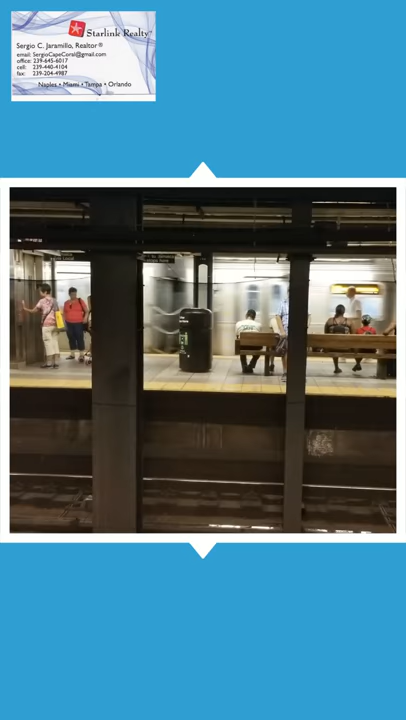 Starlink Realty
Sergio C. Jaramillo, Realtor®
email: SergioCapeCoral@gmail.com
office: 239-645-6017
cell: 239-440-4104
fax: 239-204-4987
Naples • Miami • Tampa • Orlando